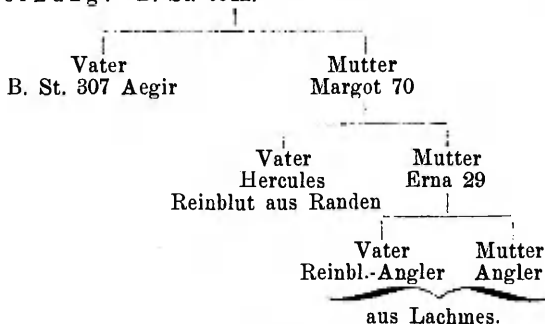 Vater Mutter
B. St. 307 Aegir Margot 70
Vater Mutter
Hercules Erna 29
Reinblut aus Randen
Vater Mutter
Reinbl.-Angler Angler
aus Lachmes.